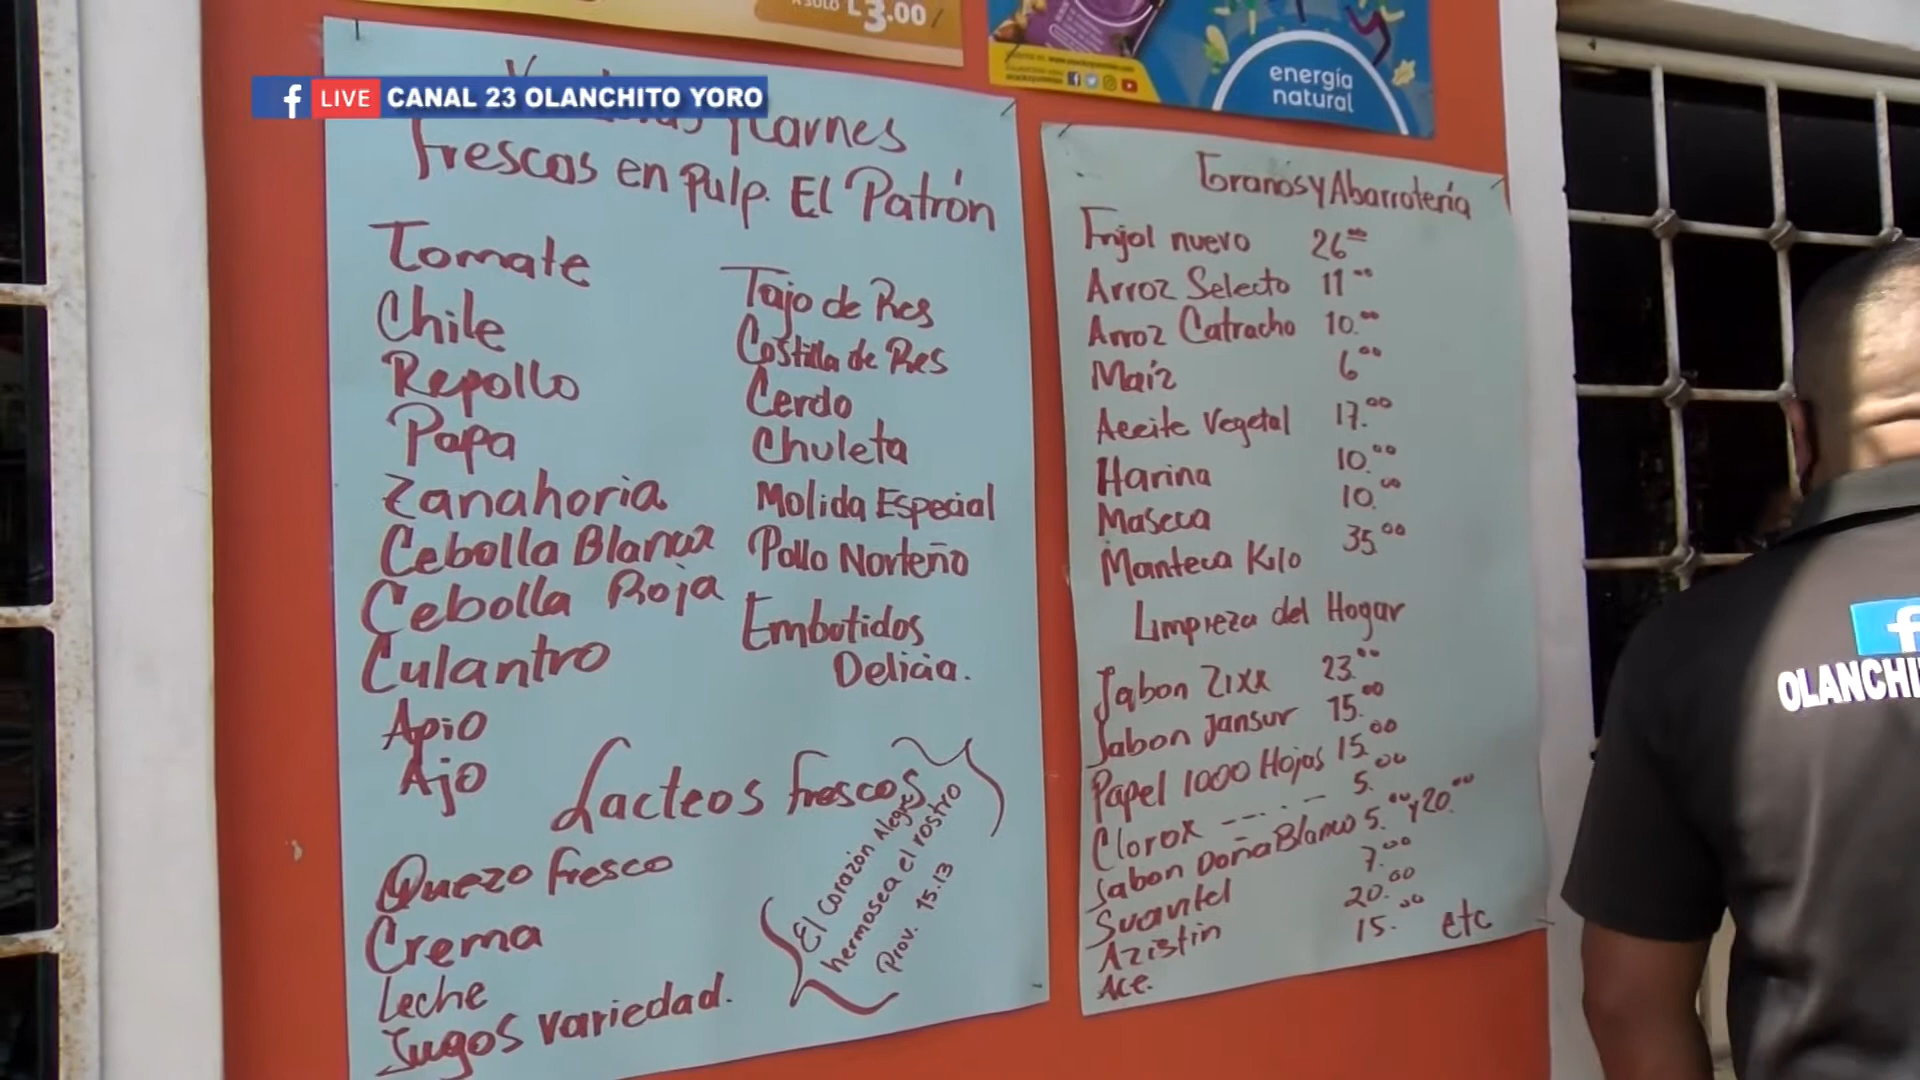 A SOLO L3.00
energía
natural
f LIVE CANAL 23 OLANCHITO YORO
y Carnes
frescas en Pulp. El Patrón
Tomate
Chile
Repollo
Papa
Zanahoria
Cebolla Blanca
Cebolla Roja
Culantro
Apio
Ajo
Tajo de Res
Costilla de Res
Cerdo
Chuleta
Molida Especial
Pollo Norteño
Embutidos
Delicia.
Lacteos frescos
Quezo fresco
Crema
Leche
Jugos variedad.
El corazón Alegre
hermosea el rostro
Prov. 15.13
Granos y Abarrotería
Frijol nuevo 26.00
Arroz Selecto 11.00
Arroz Catracho 10.00
Maíz 6.00
Aceite Vegetal 17.00
Harina 10.00
Maseca 10.00
Manteca Kilo 35.00
Limpieza del Hogar
Jabon Zixx 23.00
Jabon Jansur 15.00
Papel 1000 Hojas 15.00
Clorox ---.-- 5.00
Jabon Doña Blanca 5.00 y 20.00
Suavitel 7.00
Azistin 20.00
Ace. 15.00 etc
f
OLANCHI